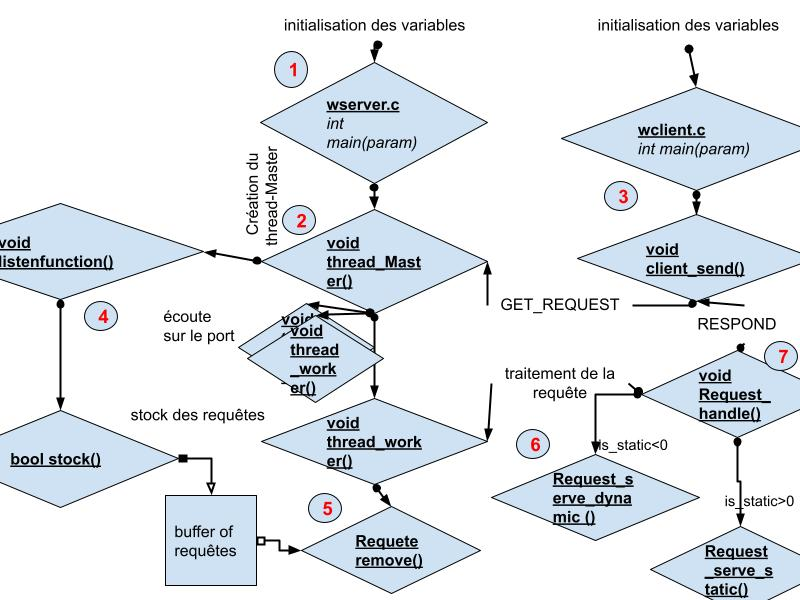 initialisation des variables
initialisation des variables
1
wserver.c
int
main(param)
wclient.c
int main(param)
Création du
thread-Master
2
3
void
thread_Mast
er()
void
client_send()
void
listenfunction()
4
écoute
sur le port
GET_REQUEST
RESPOND
void
void
thread
_work
er()
traitement de la
requête
7
void
Request_
handle()
stock des requêtes
void
thread_work
er()
6
Is_static<0
bool stock()
Request_s
erve_dyna
mic ()
is_static>0
5
buffer of
requêtes
Requete
remove()
Request
_serve_s
tatic()